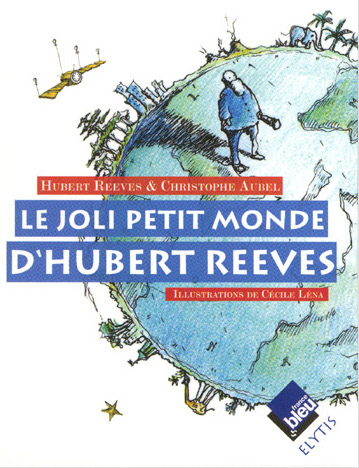 ? ? ? ?
HUBERT REEVES & CHRISTOPHE AUBEL
LE JOLI PETIT MONDE
D'HUBERT REEVES
ILLUSTRATIONS DE CÉCILE LÉNA
france
bleu
ELYTIS